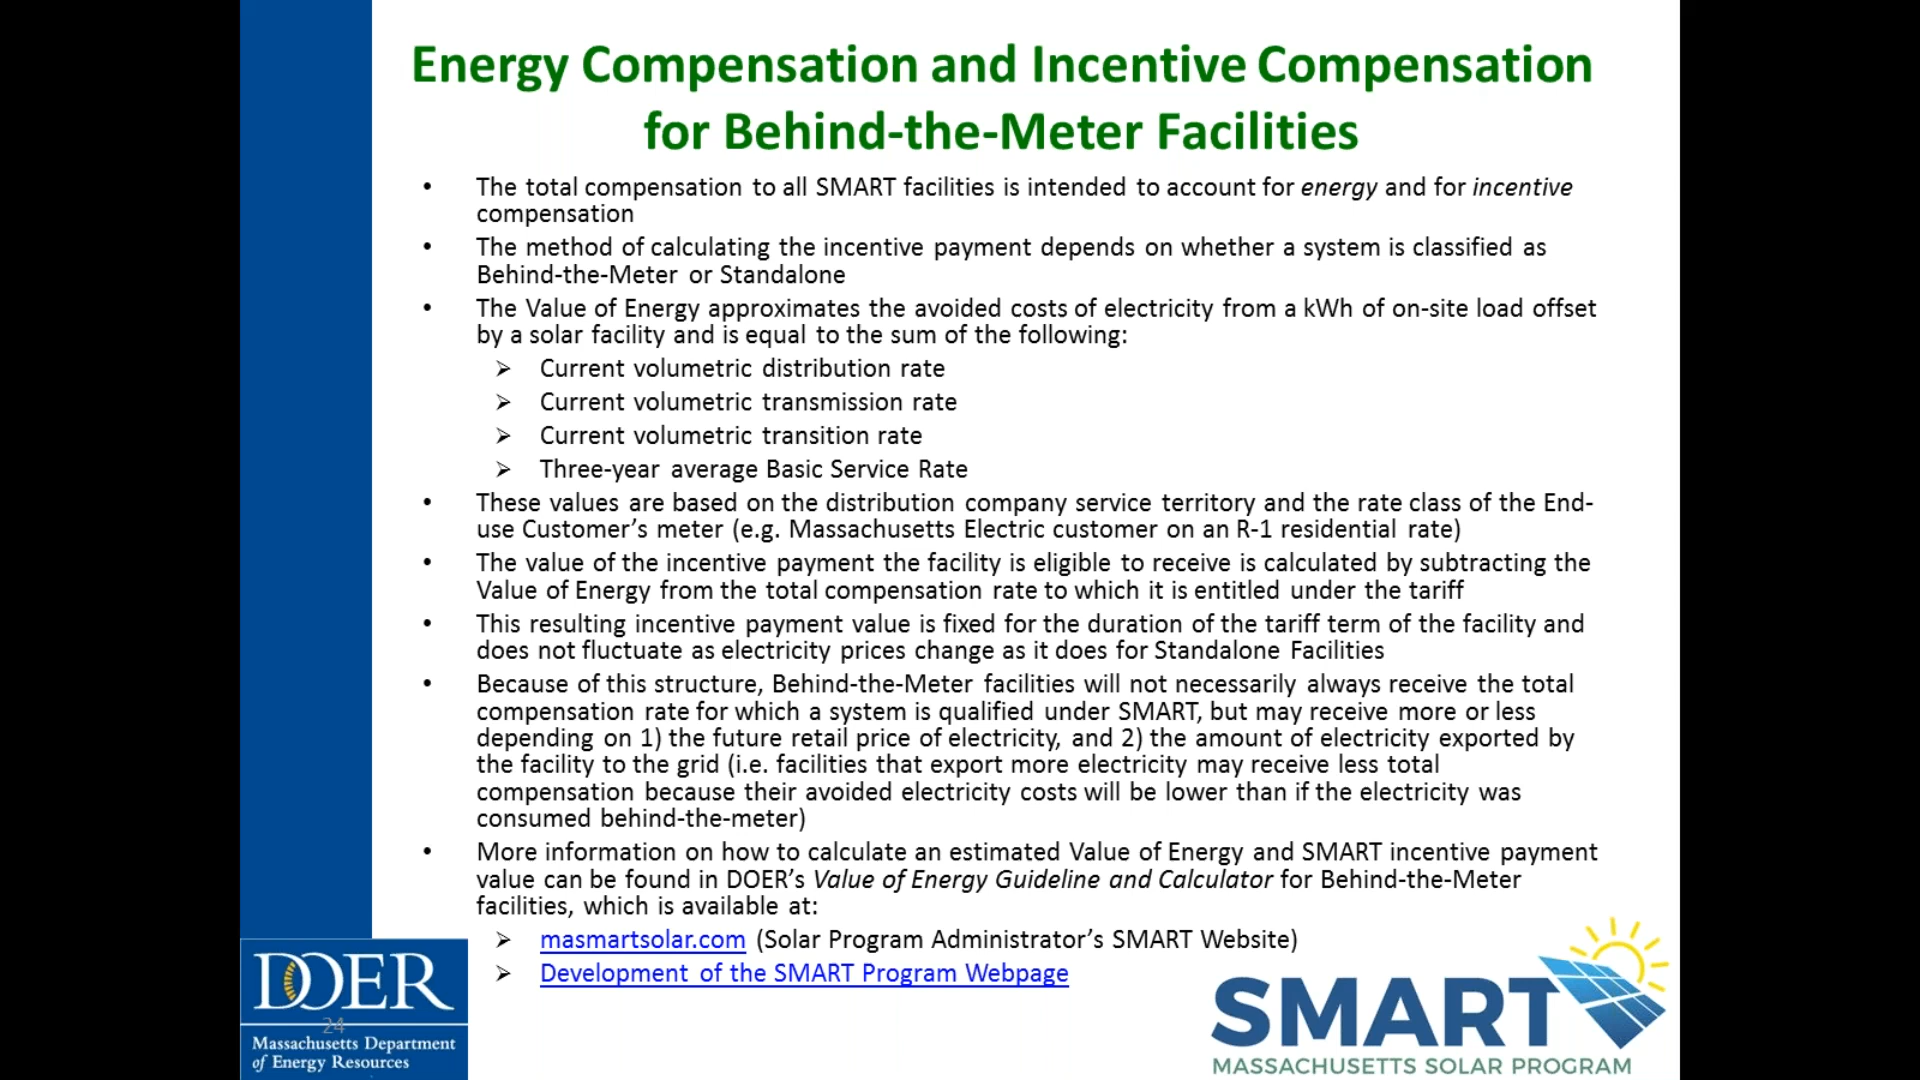 Energy Compensation and Incentive Compensation
for Behind-the-Meter Facilities
• The total compensation to all SMART facilities is intended to account for energy and for incentive
compensation
• The method of calculating the incentive payment depends on whether a system is classified as
Behind-the-Meter or Standalone
• The Value of Energy approximates the avoided costs of electricity from a kWh of on-site load offset
by a solar facility and is equal to the sum of the following:
➢ Current volumetric distribution rate
➢ Current volumetric transmission rate
➢ Current volumetric transition rate
➢ Three-year average Basic Service Rate
• These values are based on the distribution company service territory and the rate class of the End-
use Customer’s meter (e.g. Massachusetts Electric customer on an R-1 residential rate)
• The value of the incentive payment the facility is eligible to receive is calculated by subtracting the
Value of Energy from the total compensation rate to which it is entitled under the tariff
• This resulting incentive payment value is fixed for the duration of the tariff term of the facility and
does not fluctuate as electricity prices change as it does for Standalone Facilities
• Because of this structure, Behind-the-Meter facilities will not necessarily always receive the total
compensation rate for which a system is qualified under SMART, but may receive more or less
depending on 1) the future retail price of electricity, and 2) the amount of electricity exported by
the facility to the grid (i.e. facilities that export more electricity may receive less total
compensation because their avoided electricity costs will be lower than if the electricity was
consumed behind-the-meter)
• More information on how to calculate an estimated Value of Energy and SMART incentive payment
value can be found in DOER’s Value of Energy Guideline and Calculator for Behind-the-Meter
facilities, which is available at:
➢ masmartsolar.com (Solar Program Administrator’s SMART Website)
➢ Development of the SMART Program Webpage
DOER
24
Massachusetts Department
of Energy Resources
SMART
MASSACHUSETTS SOLAR PROGRAM